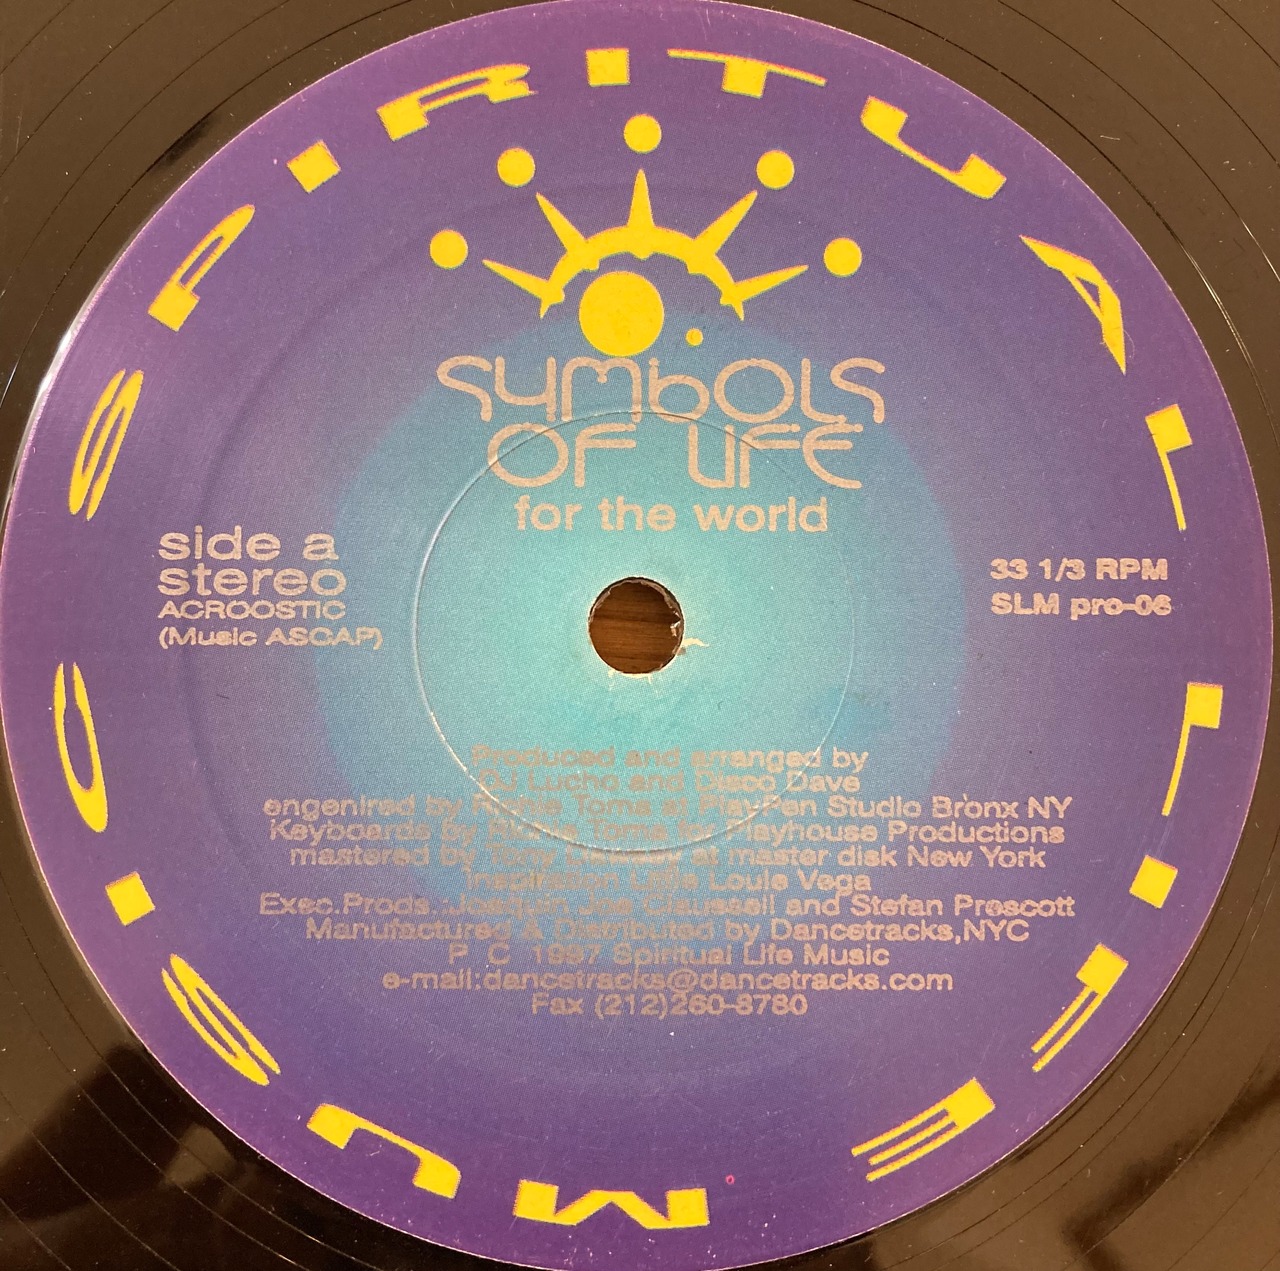 SPIRITUAL LIFE MUSIC
SYMBOLS
OF LIFE
for the world
side a
stereo
ACROOSTIC
(Music ASCAP)
33 1/3 RPM
SLM pro-06
Produced and arranged by
DJ Lucho and Disco Dave
engenired by Richie Toma at PlayPen Studio Bronx NY
Keyboards by Richie Toma for Playhouse Productions
mastered by Tony at master disk New York
Inspiration Little Louie Vega
Exec.Prods.:Joaquin Joe Claussell and Stefan Prescott
Manufactured & Distributed by Dancetracks,NYC
P C 1997 Spiritual Life Music
e-mail:dancetracks@dancetracks.com
Fax (212)260-8780